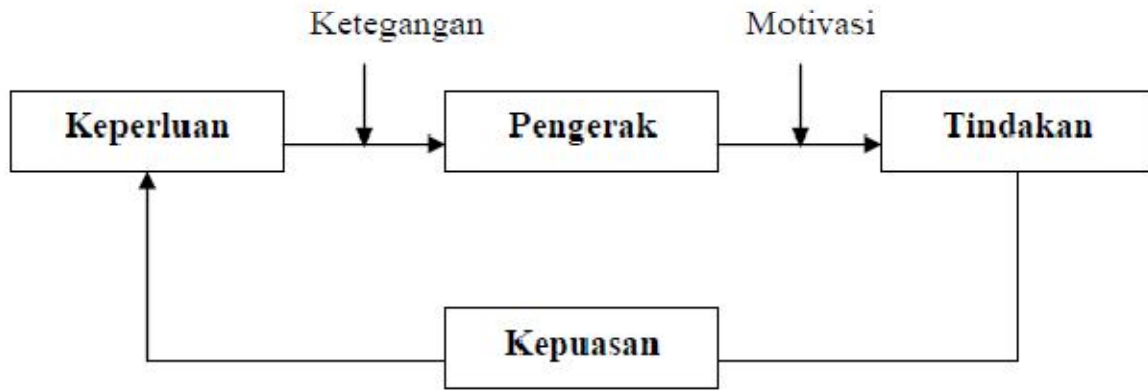 Ketegangan
Motivasi
Keperluan
Pengerak
Tindakan
Kepuasan